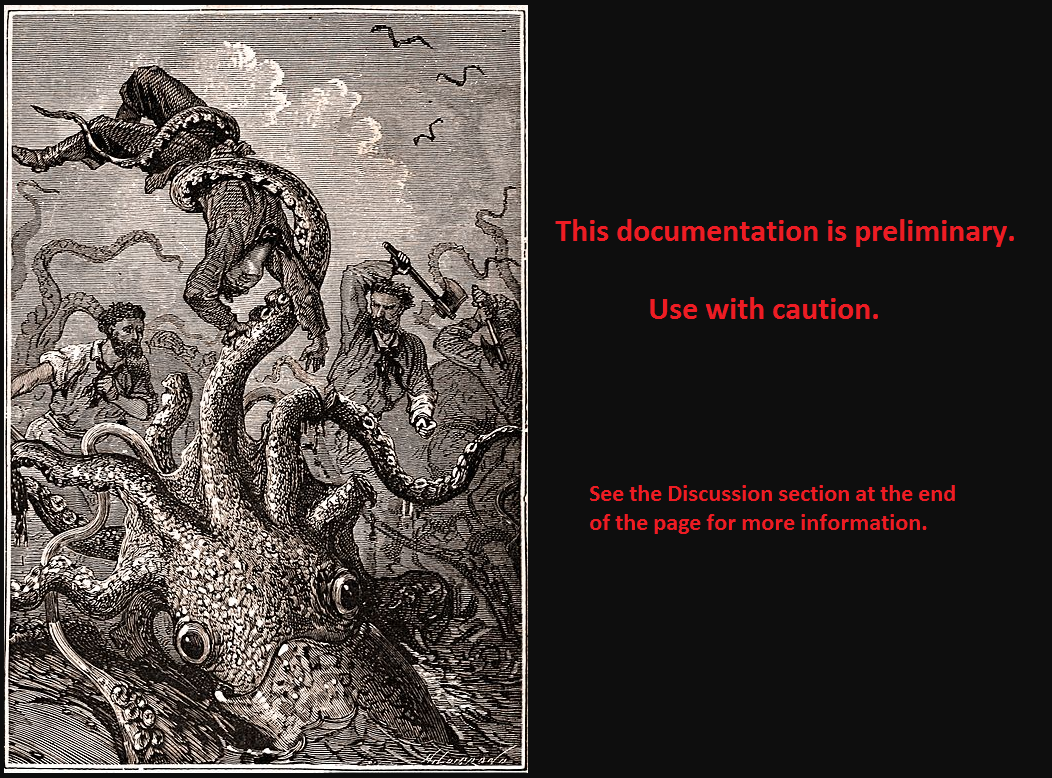 This documentation is preliminary.
Use with caution.
See the Discussion section at the end
of the page for more information.